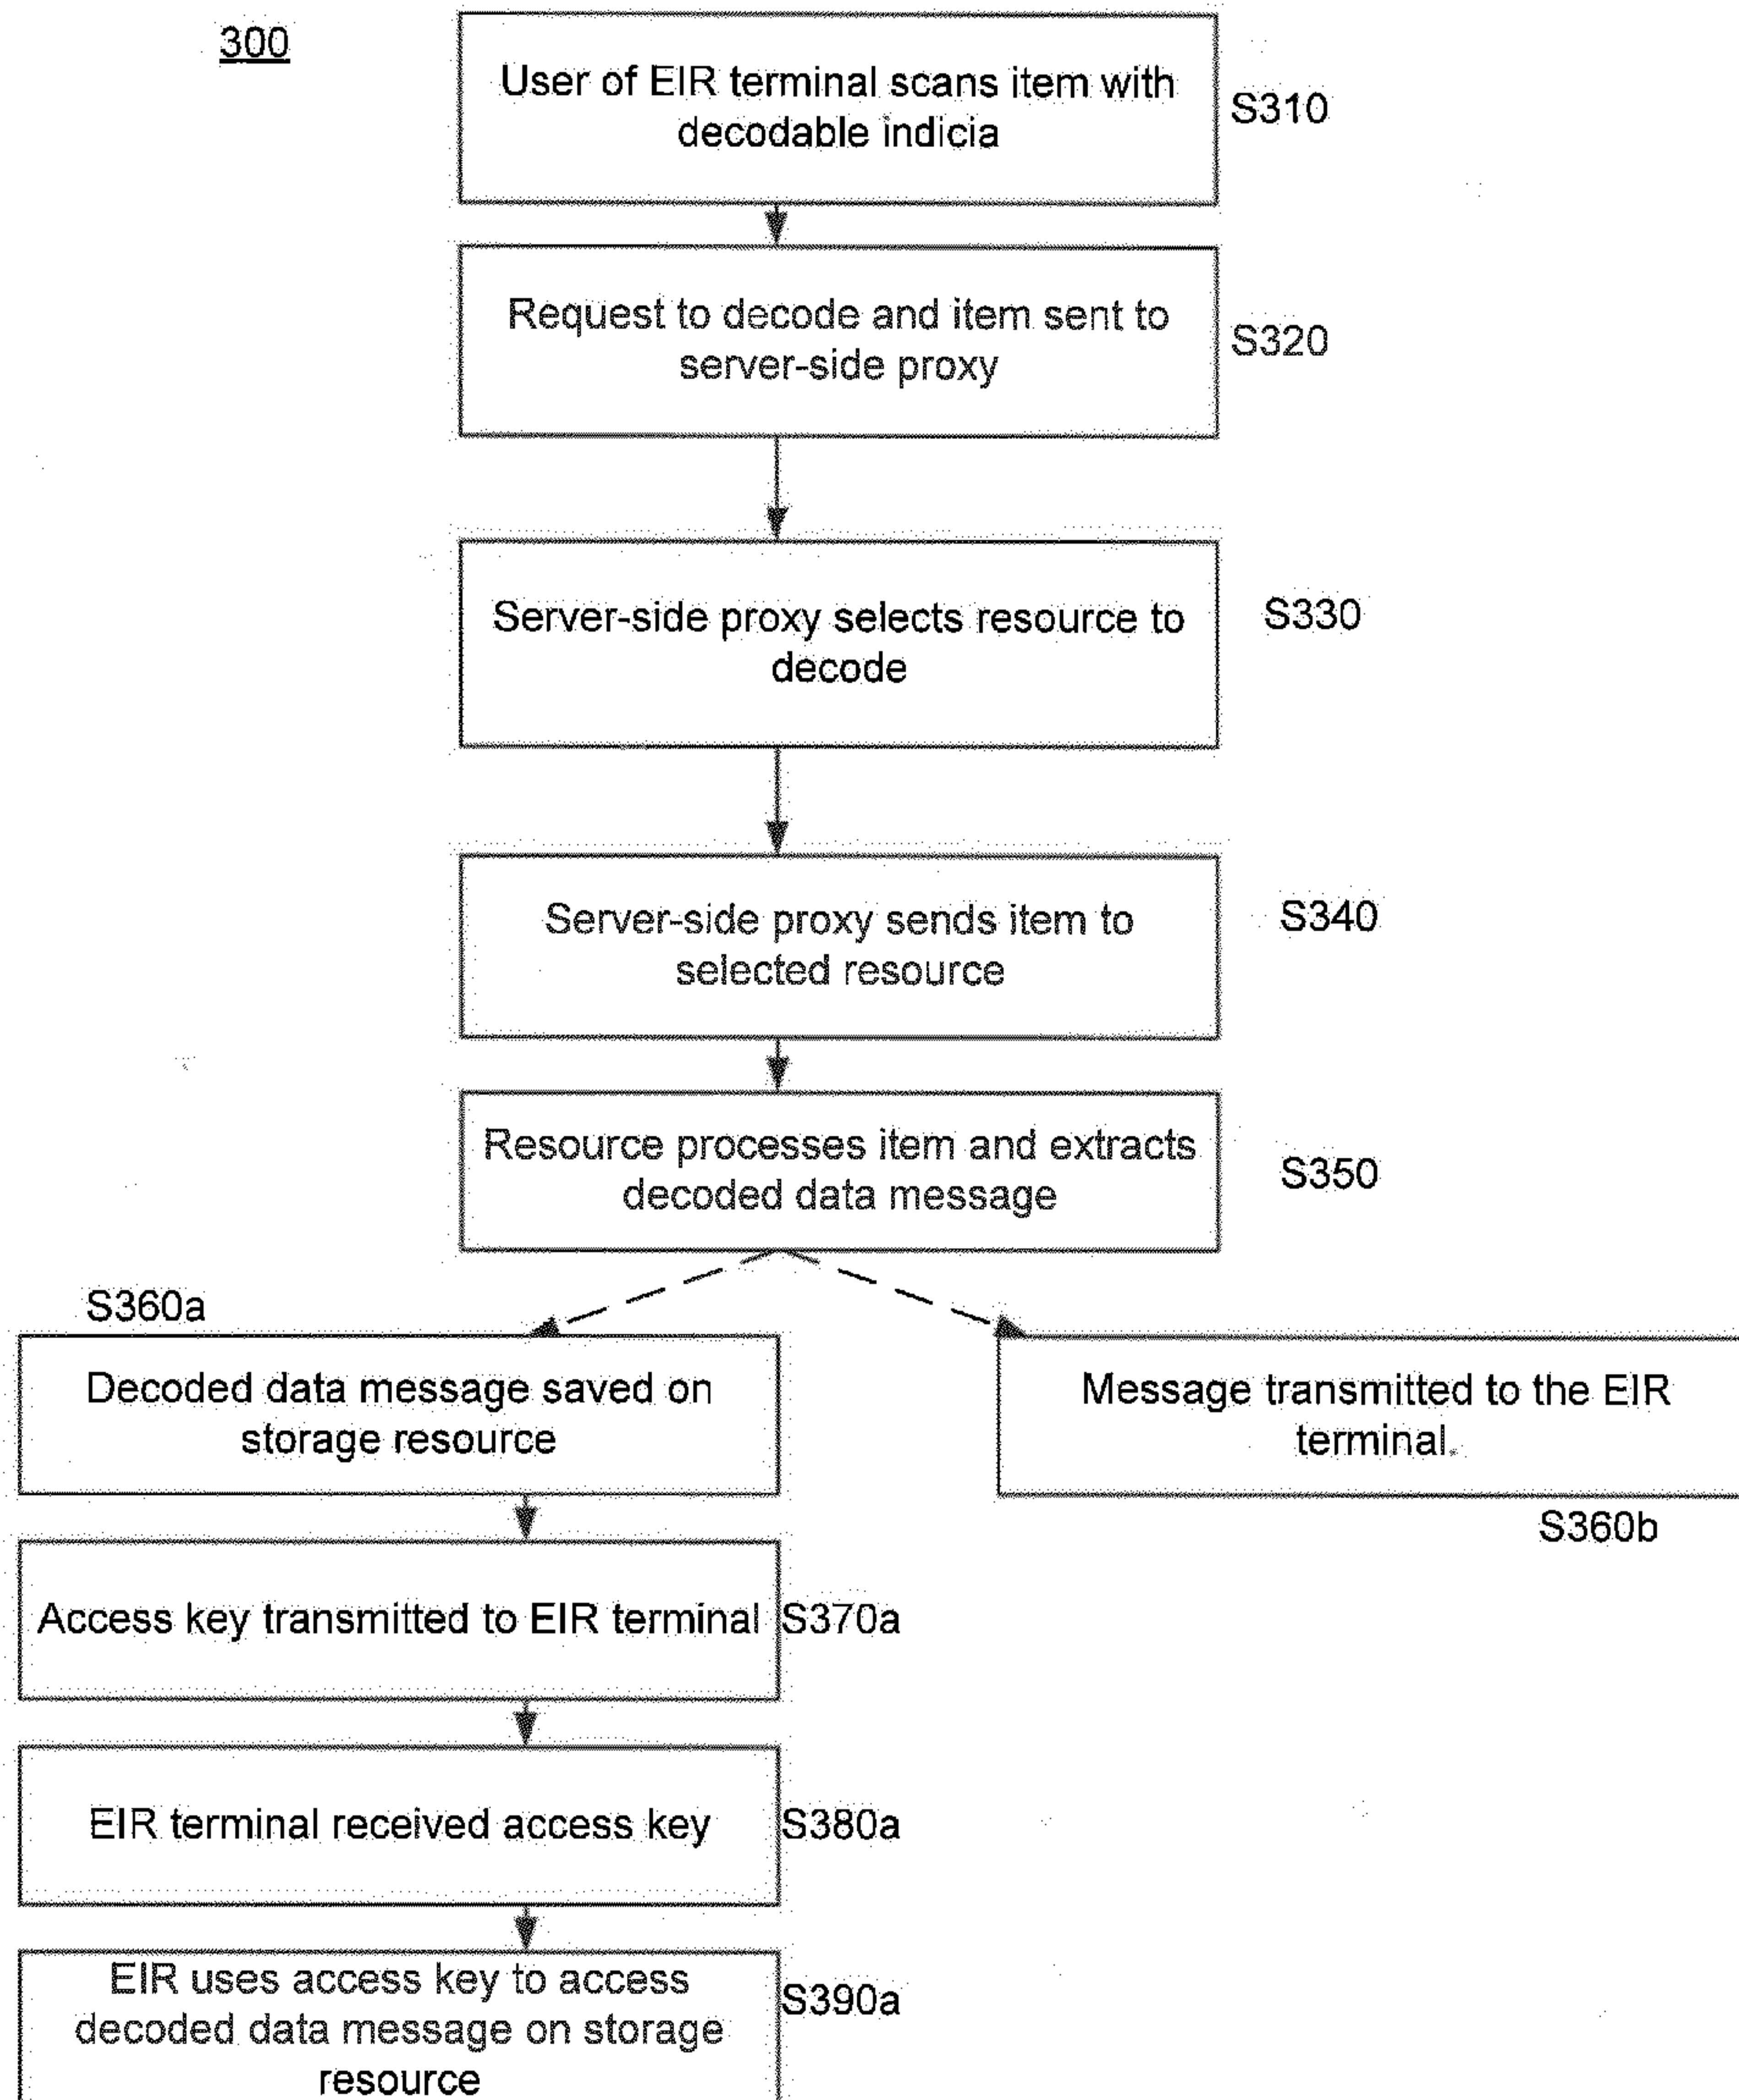 300
User of EIR terminal scans item with
decodable indicia
S310
Request to decode and item sent to
server-side proxy
S320
Server-side proxy selects resource to
decode
S330
Server-side proxy sends item to
selected resource
S340
Resource processes item and extracts
decoded data message
S350
S360a
Decoded data message saved on
storage resource
Message transmitted to the EIR
terminal.
S360b
Access key transmitted to EIR terminal
S370a
EIR terminal received access key
S380a
EIR uses access key to access
decoded data message on storage
resource
S390a